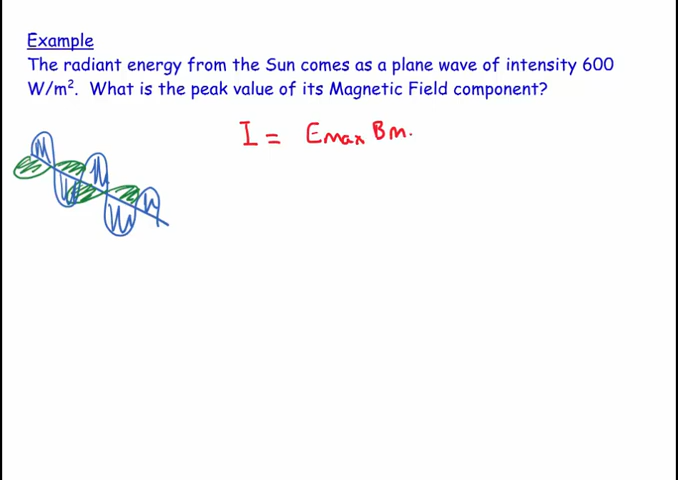 Example
The radiant energy from the Sun comes as a plane wave of intensity 600
W/m². What is the peak value of its Magnetic Field component?
I = Emax Bm.